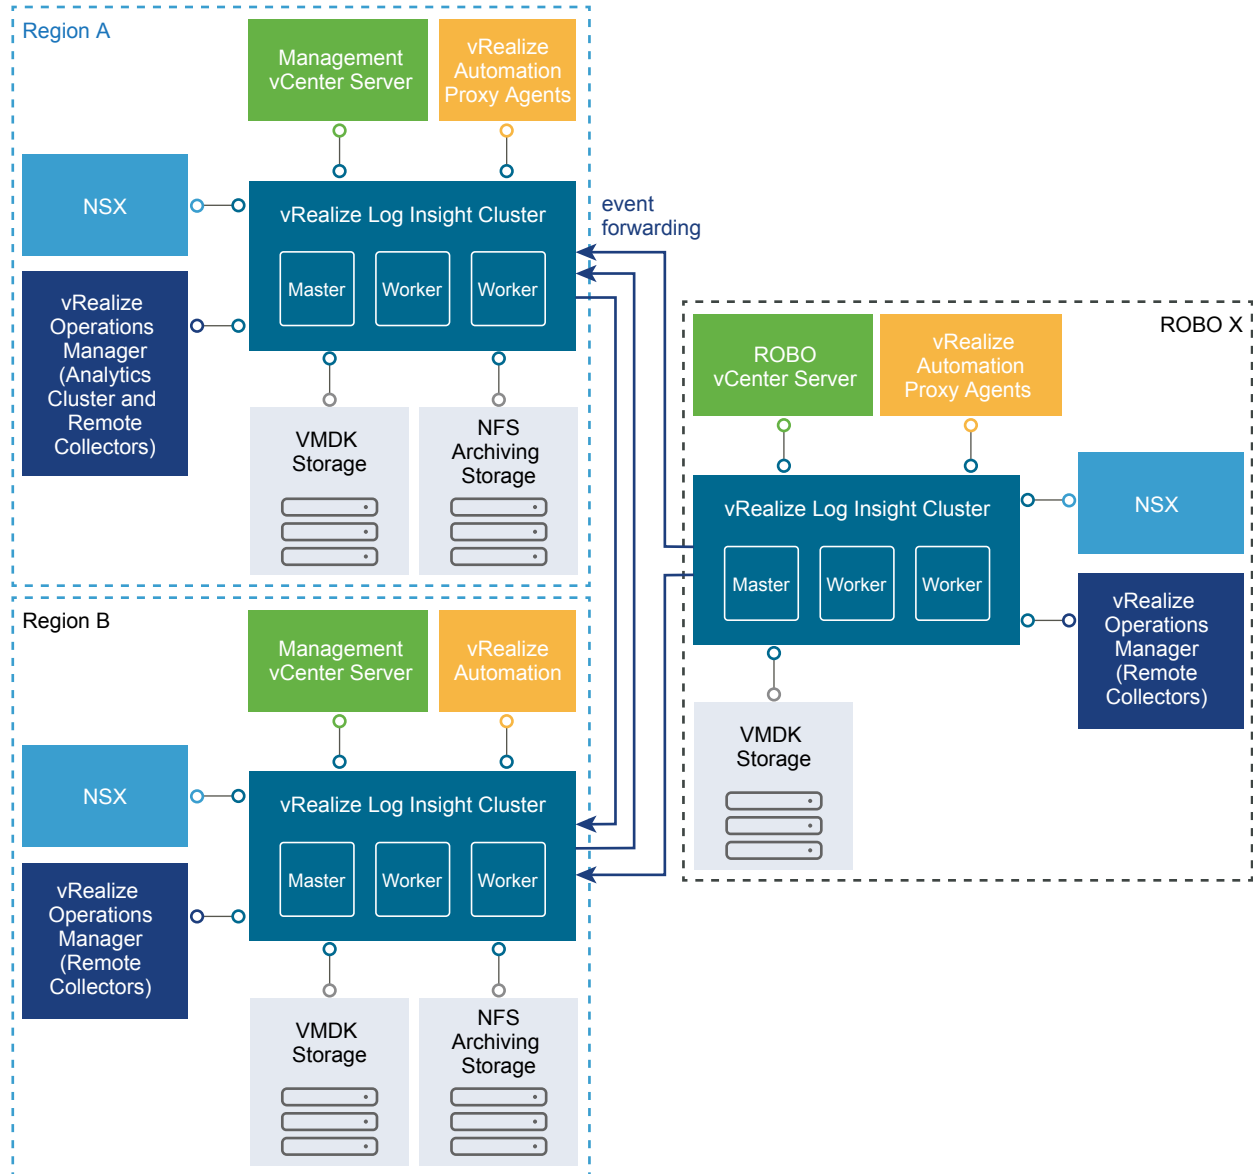 Region A
Management
vCenter Server
vRealize
Automation
Proxy Agents
NSX
vRealize Log Insight Cluster
Master
Worker
Worker
vRealize
Operations
Manager
(Analytics
Cluster and
Remote
Collectors)
VMDK
Storage
NFS
Archiving
Storage
event
forwarding
ROBO X
ROBO
vCenter Server
vRealize
Automation
Proxy Agents
vRealize Log Insight Cluster
Master
Worker
Worker
NSX
vRealize
Operations
Manager
(Remote
Collectors)
VMDK
Storage
Region B
Management
vCenter Server
vRealize
Automation
NSX
vRealize Log Insight Cluster
Master
Worker
Worker
vRealize
Operations
Manager
(Remote
Collectors)
VMDK
Storage
NFS
Archiving
Storage